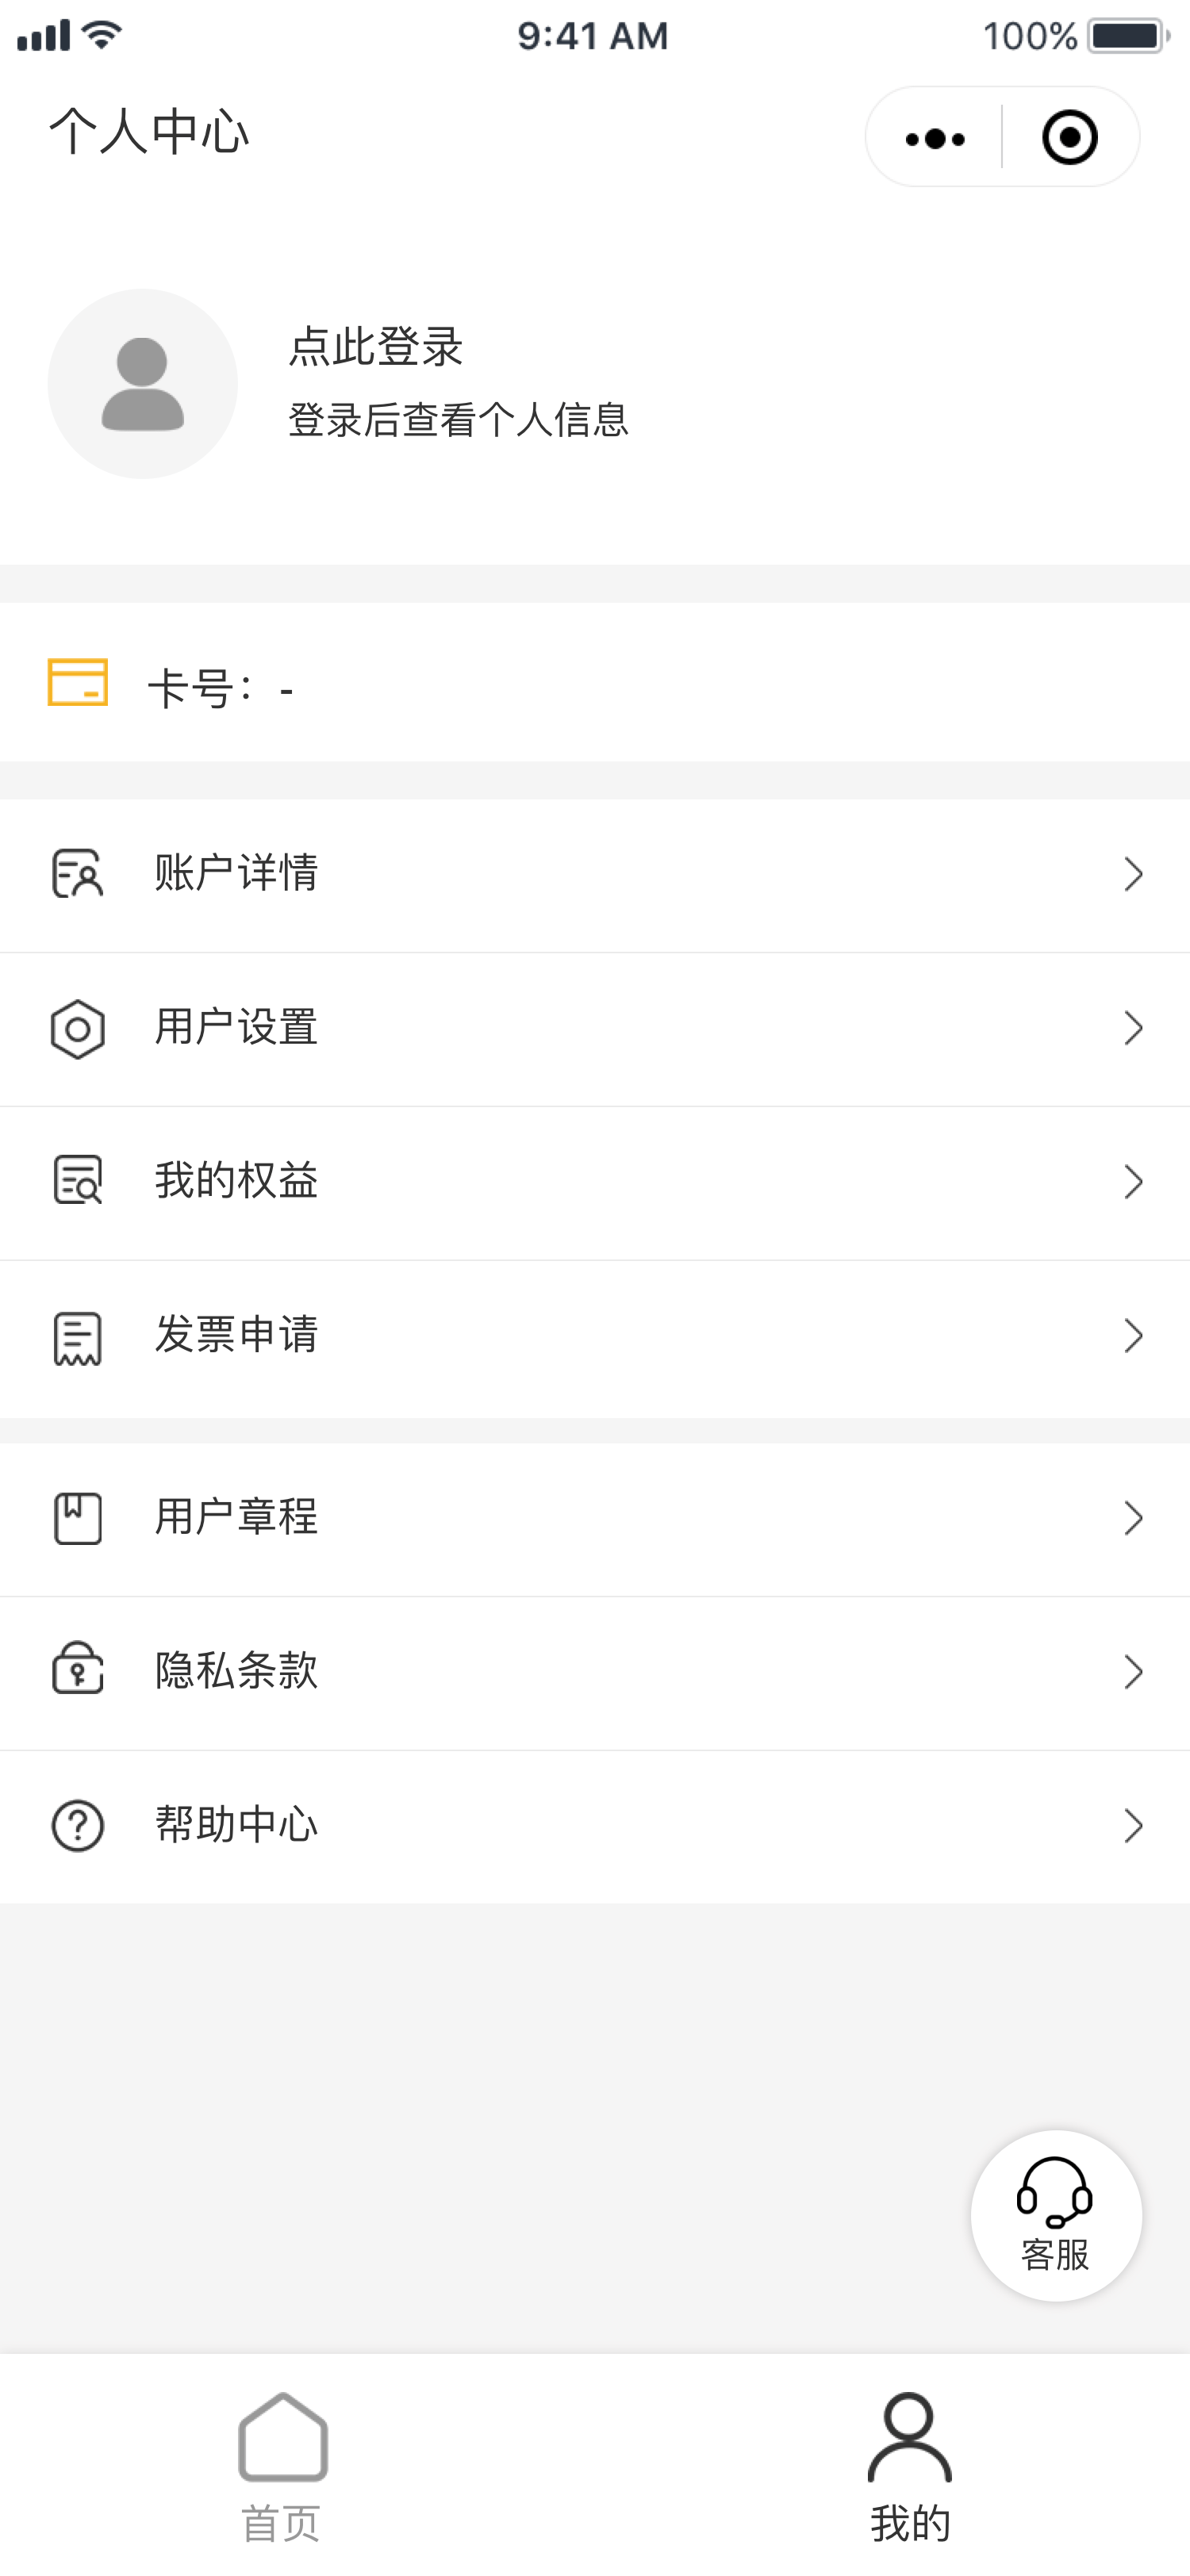 9:41 AM
100%
个人中心
点此登录
登录后查看个人信息
卡号： -
账户详情
用户设置
我的权益
发票申请
用户章程
隐私条款
帮助中心
客服
首页
我的